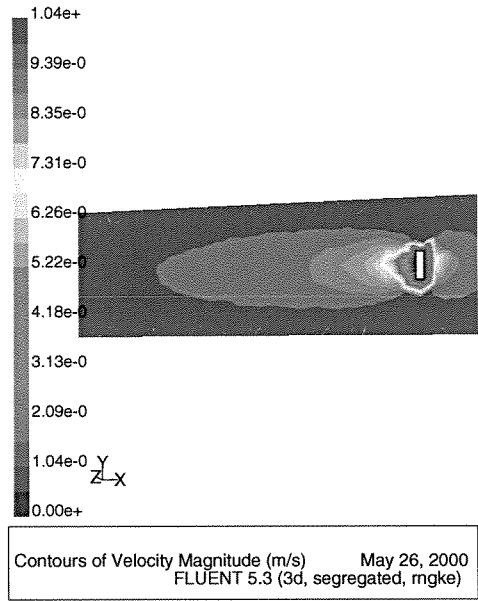 1.04e+
9.39e-0
8.35e-0
7.31e-0
6.26e-0
5.22e-0
4.18e-0
3.13e-0
2.09e-0
1.04e-0
0.00e+
Y
Z X
Contours of Velocity Magnitude (m/s) May 26, 2000
FLUENT 5.3 (3d, segregated, rngke)